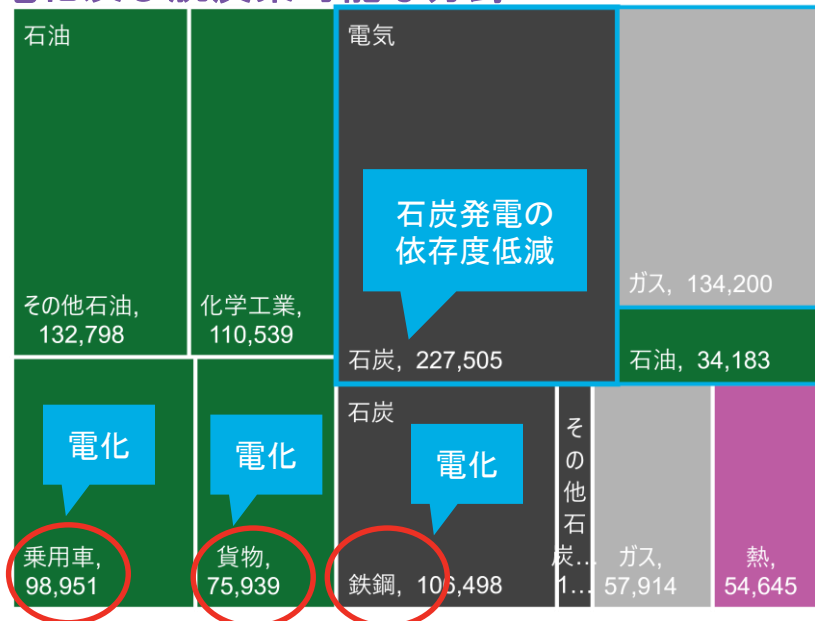 石油
その他石油,
132,798
化学工業,
110,539
電気
石炭発電の
依存度低減
石炭, 227,505
ガス, 134,200
石油, 34,183
電化
乗用車,
98,951
電化
貨物,
75,939
石炭
電化
鉄鋼, 106,498
そ
の
他
石
炭...
1...
ガス,
57,914
熱,
54,645